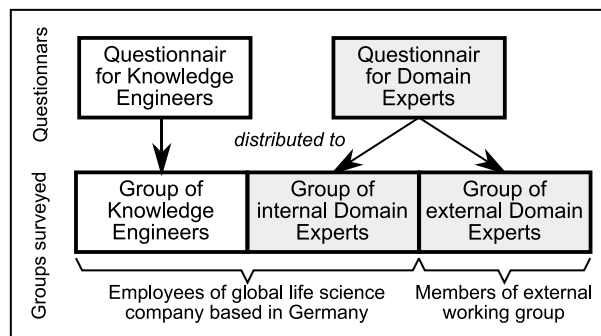 Questionnars
Questionnair
for Knowledge
Engineers
Questionnair
for Domain
Experts
distributed to
Groups surveyed
Group of
Knowledge
Engineers
Group of
internal Domain
Experts
Group of
external Domain
Experts
Employees of global life science
company based in Germany
Members of external
working group